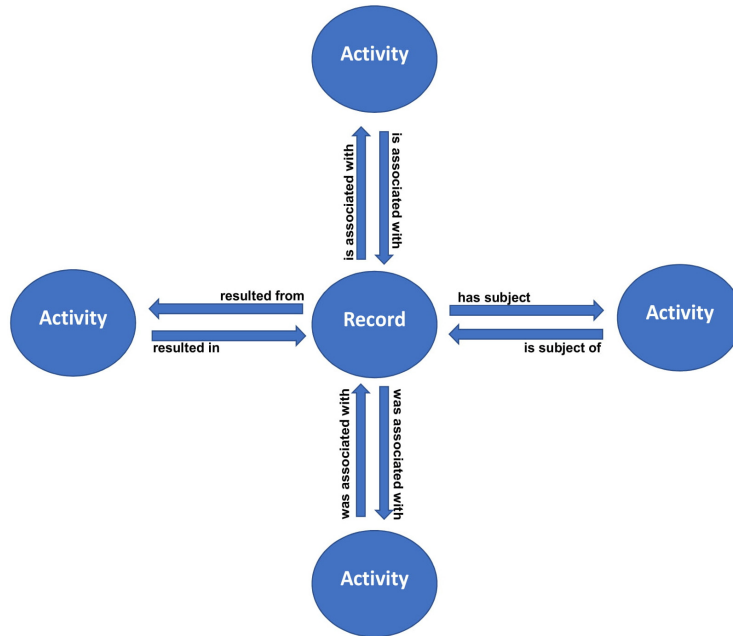 Activity
is associated with
is associated with
resulted from
has subject
Activity
Record
Activity
resulted in
is subject of
was associated with
was associated with
Activity